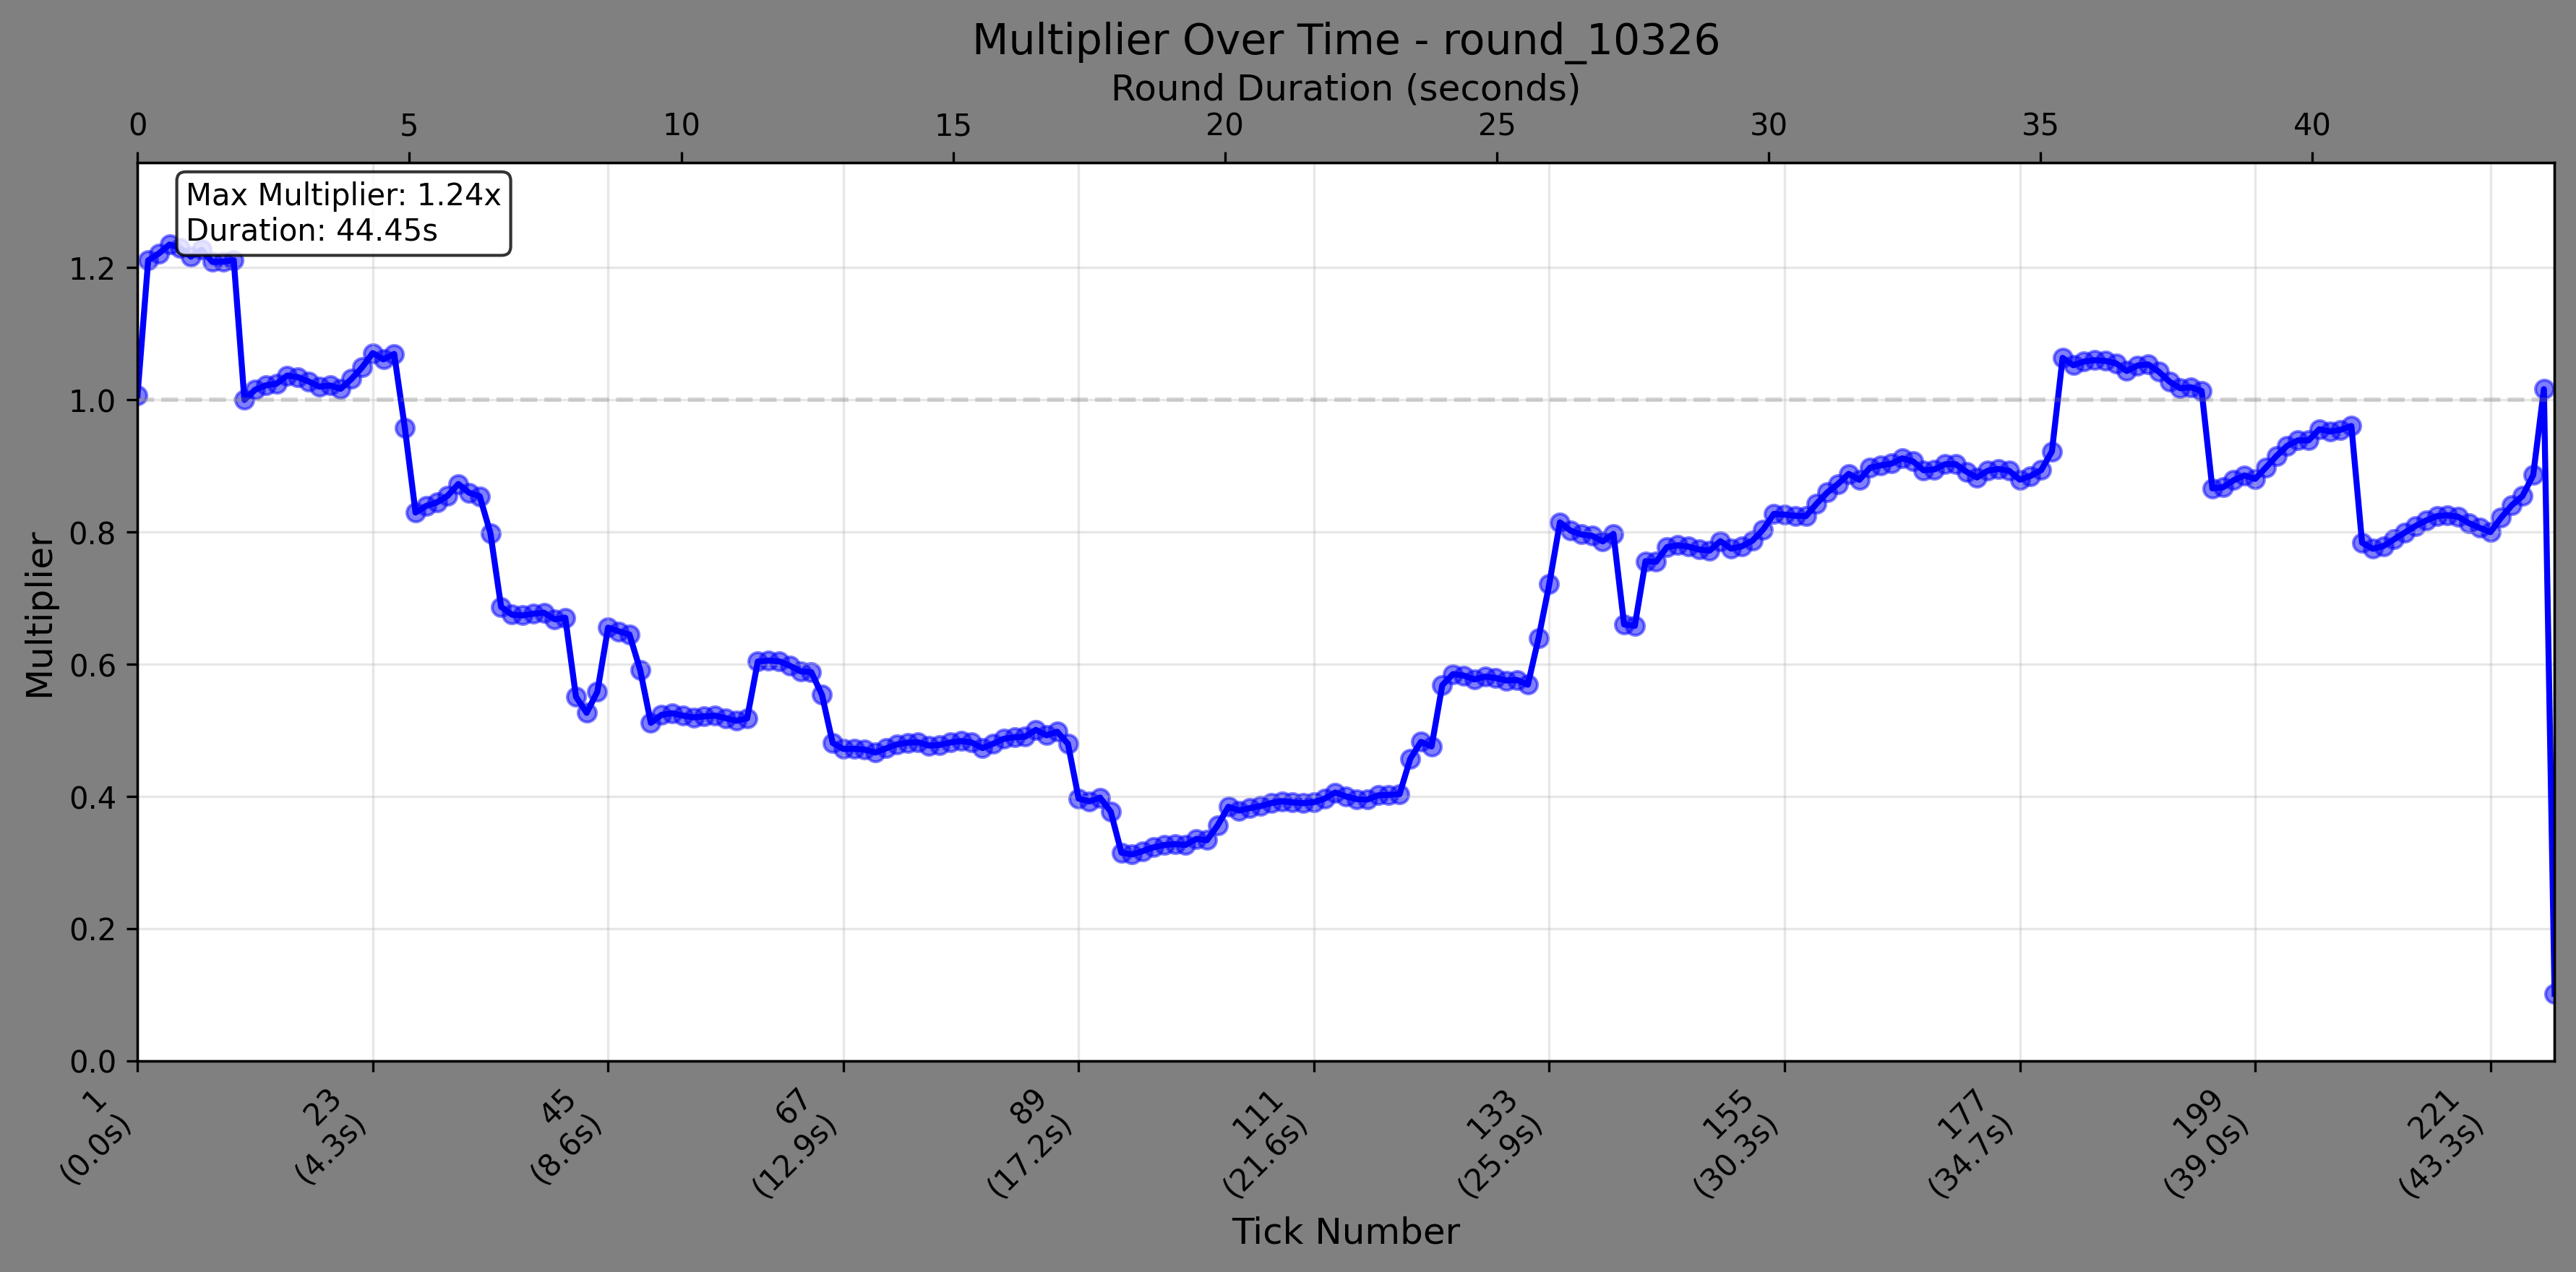 Multiplier Over Time - round_10326
Round Duration (seconds)
0 5 10 15 20 25 30 35 40
Max Multiplier: 1.24x
Duration: 44.45s
Multiplier
1.2
1.0
0.8
0.6
0.4
0.2
0.0
1
(0.0s)
23
(4.3s)
45
(8.6s)
67
(12.9s)
89
(17.2s)
111
(21.6s)
133
(25.9s)
155
(30.3s)
177
(34.7s)
199
(39.0s)
221
(43.3s)
Tick Number